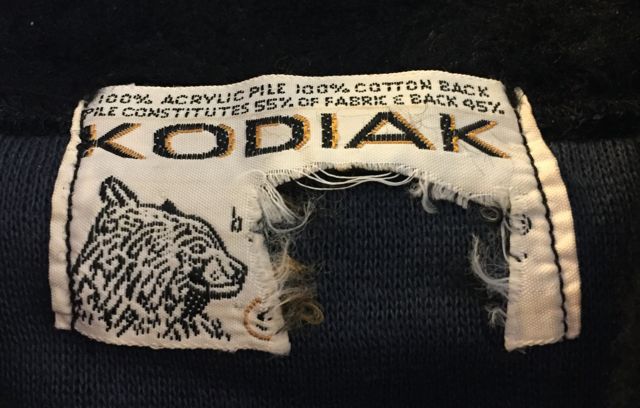 100% ACRYLIC PILE 100% COTTON BACK
PILE CONSTITUTES 55% OF FABRIC & BACK 45%
KODIAK